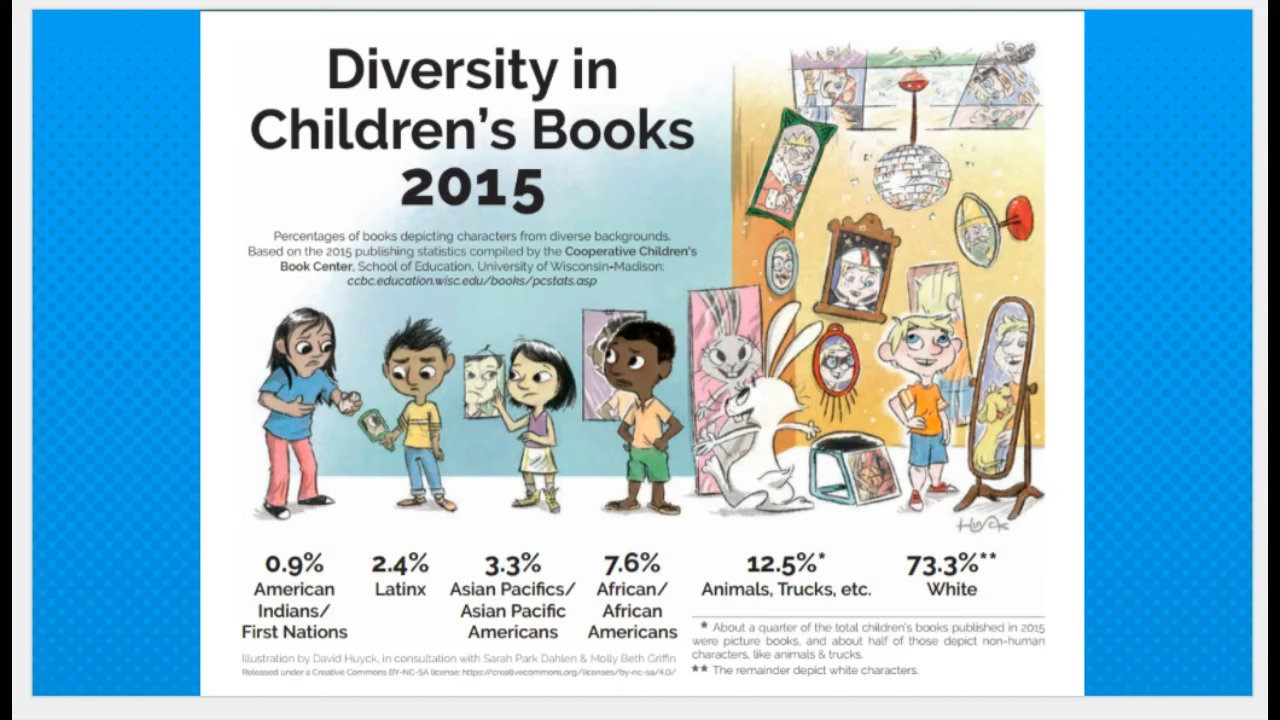 Diversity in
Children's Books
2015
Percentages of books depicting characters from diverse backgrounds.
Based on the 2015 publishing statistics compiled by the Cooperative Children's
Book Center, School of Education, University of Wisconsin-Madison:
ccbc.education.wisc.edu/books/pcstats.asp
Huyck
0.9%
American
Indians/
First Nations
2.4%
Latinx
3.3%
Asian Pacifics/
Asian Pacific
Americans
7.6%
African/
African
Americans
12.5%*
Animals, Trucks, etc.
73.3%**
White
* About a quarter of the total children's books published in 2015
were picture books, and about half of those depict non-human
characters, like animals & trucks.
** The remainder depict white characters.
Illustration by David Huyck, in consultation with Sarah Park Dahlen & Molly Beth Griffin
Released under a Creative Commons BY-NC-SA license: https://creativecommons.org/licenses/by-nc-sa/4.0/